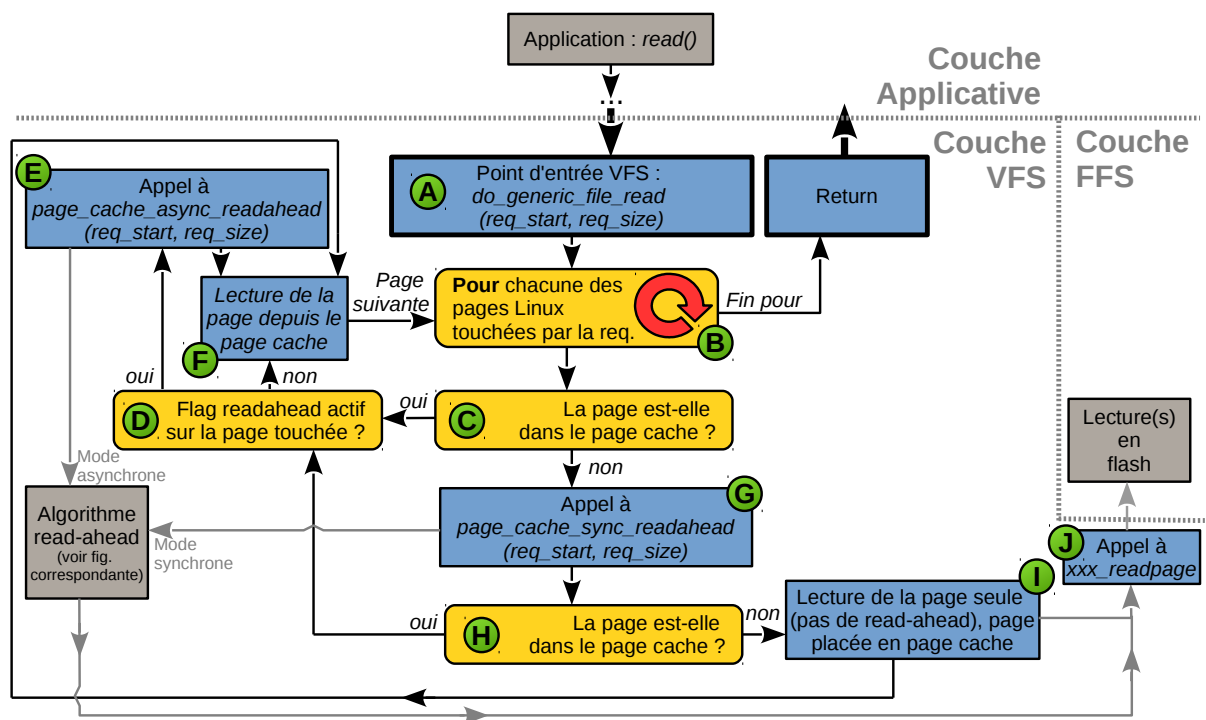 Application : read()
...
Couche
Applicative
Couche
VFS
Couche
FFS
E
Appel à
page_cache_async_readahead
(req_start, req_size)
A
Point d'entrée VFS :
do_generic_file_read
(req_start, req_size)
Return
Lecture de la
page depuis le
page cache
F
Page
suivante
Pour chacune des
pages Linux
touchées par la req.
B
Fin pour
oui
non
D
Flag readahead actif
sur la page touchée ?
oui
C
La page est-elle
dans le page cache ?
non
Lecture(s)
en
flash
Mode
asynchrone
G
Appel à
page_cache_sync_readahead
(req_start, req_size)
Algorithme
read-ahead
(voir fig.
correspondante)
Mode
synchrone
J
Appel à
xxx_readpage
I
Lecture de la page seule
(pas de read-ahead), page
placée en page cache
oui
H
La page est-elle
dans le page cache ?
non